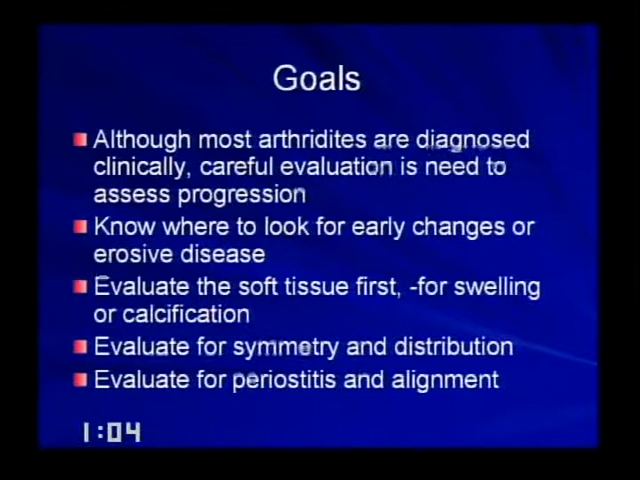 Goals
Although most arthridites are diagnosed
clinically, careful evaluation is need to
assess progression
Know where to look for early changes or
erosive disease
Evaluate the soft tissue first, -for swelling
or calcification
Evaluate for symmetry and distribution
Evaluate for periostitis and alignment
1:04